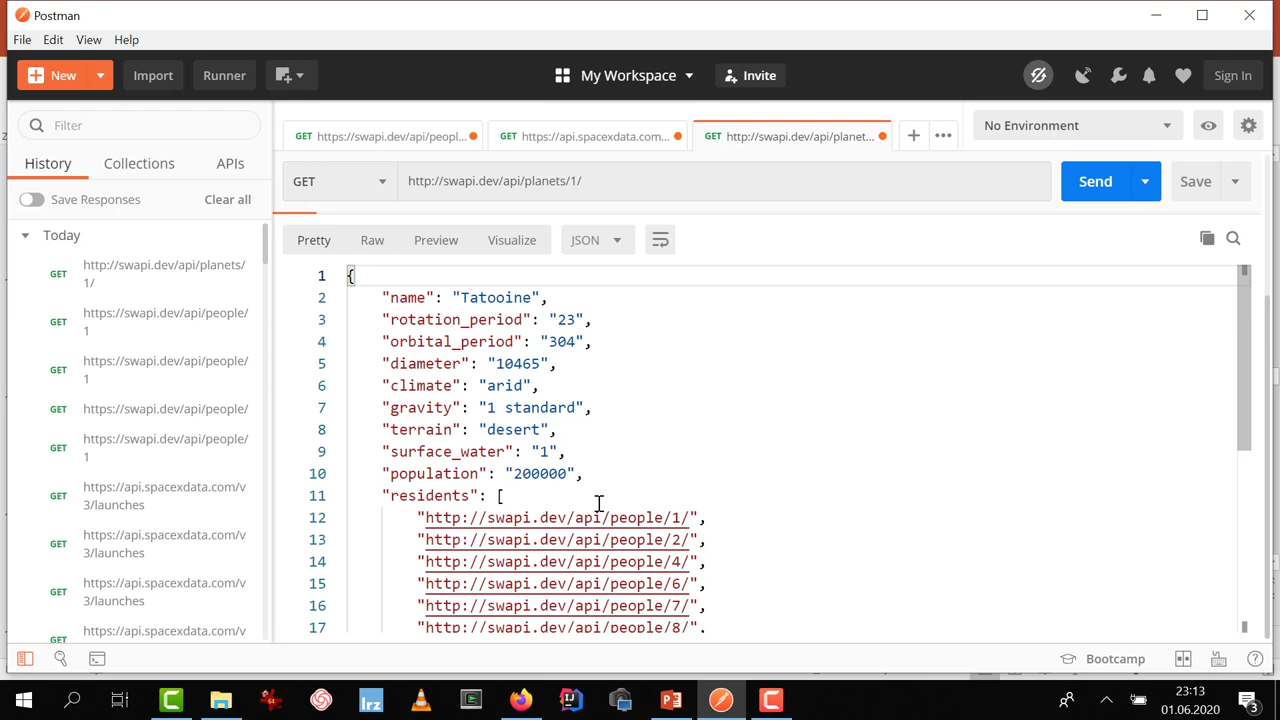 Postman
File Edit View Help
New Import Runner My Workspace Invite Sign In
Filter
GET https://swapi.dev/api/peopl... GET https://api.spacexdata.com... GET http://swapi.dev/api/planet... No Environment
History Collections APIs
GET http://swapi.dev/api/planets/1/ Send Save
Save Responses Clear all
Today
GET http://swapi.dev/api/planets/
1/
GET https://swapi.dev/api/people/
1
GET https://swapi.dev/api/people/
1
GET https://swapi.dev/api/people/
GET https://swapi.dev/api/people/
1
GET https://api.spacexdata.com/v
3/launches
GET https://api.spacexdata.com/v
3/launches
GET https://api.spacexdata.com/v
3/launches
GET https://api.spacexdata.com/v
Pretty Raw Preview Visualize JSON
1 {
2 "name": "Tatooine",
3 "rotation_period": "23",
4 "orbital_period": "304",
5 "diameter": "10465",
6 "climate": "arid",
7 "gravity": "1 standard",
8 "terrain": "desert",
9 "surface_water": "1",
10 "population": "200000",
11 "residents": [
12 "http://swapi.dev/api/people/1/",
13 "http://swapi.dev/api/people/2/",
14 "http://swapi.dev/api/people/4/",
15 "http://swapi.dev/api/people/6/",
16 "http://swapi.dev/api/people/7/",
17 "http://swapi.dev/api/people/8/",
Bootcamp
lrz
23:13
01.06.2020
3